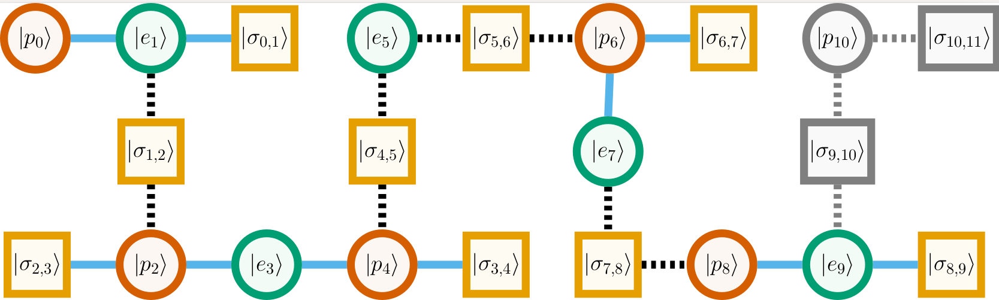 |p₀⟩ |e₁⟩ |σ₀,₁⟩ |e₅⟩ |σ₅,₆⟩ |p₆⟩ |σ₆,₇⟩ |p₁₀⟩ |σ₁₀,₁₁⟩
|σ₁,₂⟩ |σ₄,₅⟩ |e₇⟩ |σ₉,₁₀⟩
|σ₂,₃⟩ |p₂⟩ |e₃⟩ |p₄⟩ |σ₃,₄⟩ |σ₇,₈⟩ |p₈⟩ |e₉⟩ |σ₈,₉⟩